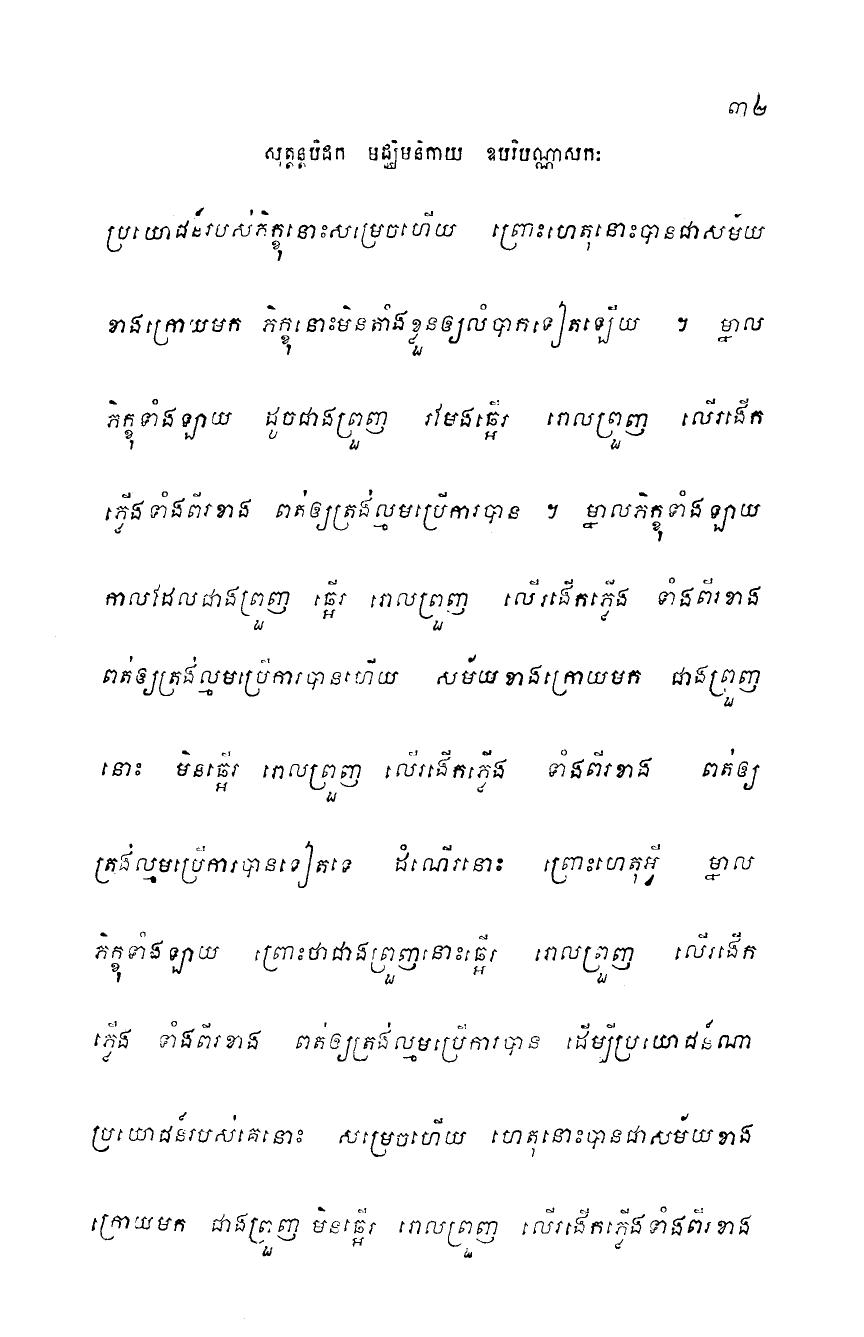 ៣២
សុត្តន្តបិដក មជ្ឈិមនិកាយ ឧបរិបណ្ណាសកៈ
ប្រយោជន៍របស់ភិក្ខុនោះសម្រេចហើយ ព្រោះហេតុនោះបានជាសម័យ
ខាងក្រោយមក ភិក្ខុនោះមិនតាំងខ្លួនឲ្យលំបាកទៀតឡើយ ។ ម្នាល
ភិក្ខុទាំងឡាយ ដូចជាងព្រួញ រមែងធ្អើរ ពេលព្រួញ លើរងើក
ភ្លើងទាំងពីរខាង ពត់ឲ្យត្រង់ល្មមប្រើការបាន ។ ម្នាលភិក្ខុទាំងឡាយ
កាលដែលជាងព្រួញ ធ្អើរ ពេលព្រួញ លើរងើកភ្លើង ទាំងពីរខាង
ពត់ឲ្យត្រង់ល្មមប្រើការបានហើយ សម័យខាងក្រោយមក ជាងព្រួញ
នោះ មិនធ្អើរ ពេលព្រួញ លើរងើកភ្លើង ទាំងពីរខាង ពត់ឲ្យ
ត្រង់ល្មមប្រើការបានទៀតទេ ដំណើរនោះ ព្រោះហេតុអ្វី ម្នាល
ភិក្ខុទាំងឡាយ ព្រោះថាជាងព្រួញនោះធ្អើរ ពេលព្រួញ លើរងើក
ភ្លើង ទាំងពីរខាង ពត់ឲ្យត្រង់ល្មមប្រើការបាន ដើម្បីប្រយោជន៍ណា
ប្រយោជន៍របស់គេនោះ សម្រេចហើយ ហេតុនោះបានជាសម័យខាង
ក្រោយមក ជាងព្រួញ មិនធ្អើរ ពេលព្រួញ លើរងើកភ្លើងទាំងពីរខាង